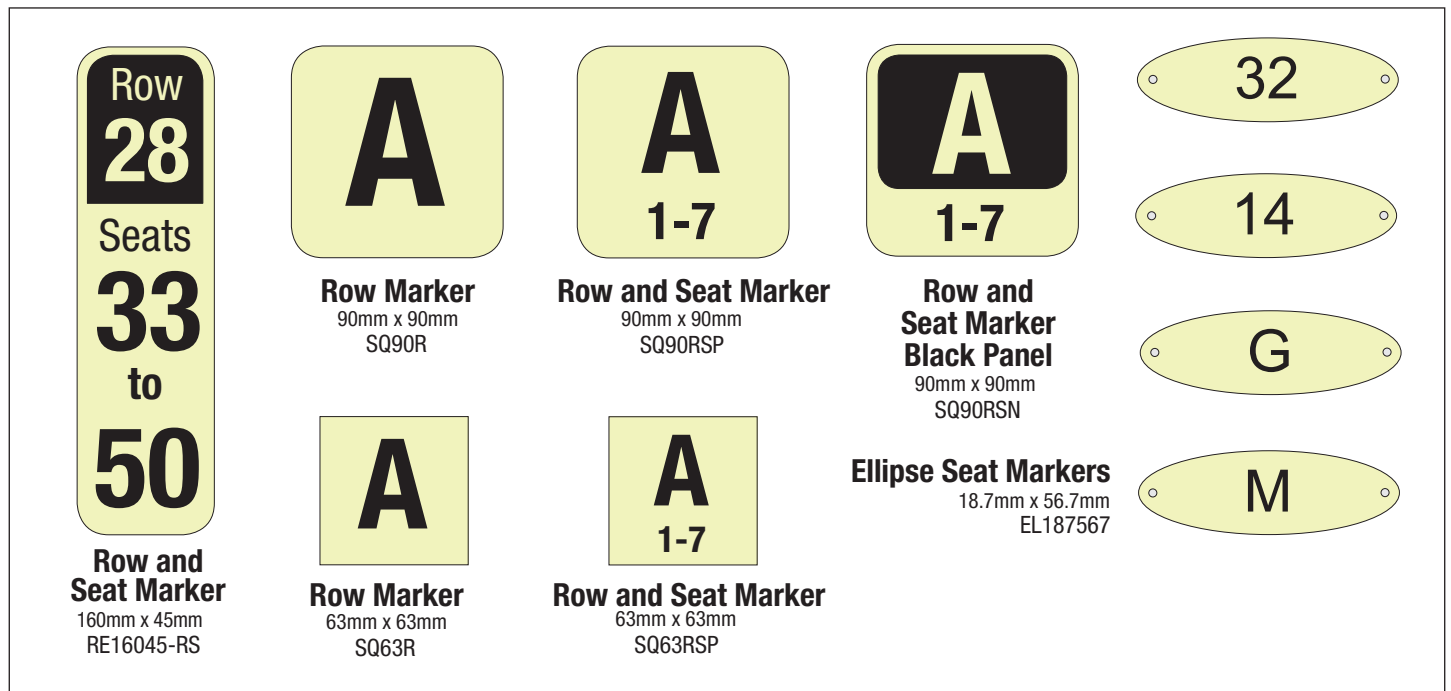 Row
28
Seats
33
to
50
Row and
Seat Marker
160mm x 45mm
RE16045-RS
A
Row Marker
90mm x 90mm
SQ90R
A
1-7
Row and Seat Marker
90mm x 90mm
SQ90RSP
A
1-7
Row and
Seat Marker
Black Panel
90mm x 90mm
SQ90RSN
A
Row Marker
63mm x 63mm
SQ63R
A
1-7
Row and Seat Marker
63mm x 63mm
SQ63RSP
32
14
G
M
Ellipse Seat Markers
18.7mm x 56.7mm
EL187567